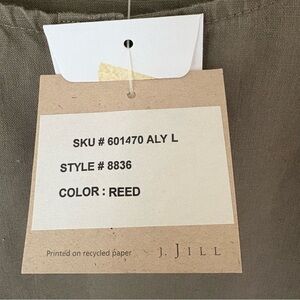 SKU # 601470 ALY L
STYLE # 8836
COLOR : REED
Printed on recycled paper
J. JILL